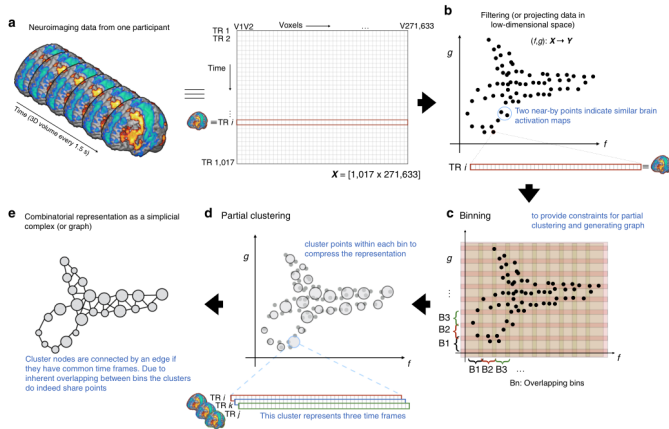 a
Neuroimaging data from one participant
Time (3D volume every 1.5 s)
V1V2 Voxels ... V271,633
TR 1
TR 2
Time
⋮
= TR i
TR 1,017
X = [1,017 x 271,633]
b
Filtering (or projecting data in
low-dimensional space)
(f,g): X → Y
g
Two near-by points indicate similar brain
activation maps
f
TR i
=
c
Binning
to provide constraints for partial
clustering and generating graph
g
⋮
B3
B2
B1
B1 B2 B3 ...
f
Bn: Overlapping bins
d
Partial clustering
g
cluster points within each bin to
compress the representation
f
TR i
TR k
TR j
This cluster represents three time frames
e
Combinatorial representation as a simplicial
complex (or graph)
Cluster nodes are connected by an edge if
they have common time frames. Due to
inherent overlapping between bins the clusters
do indeed share points